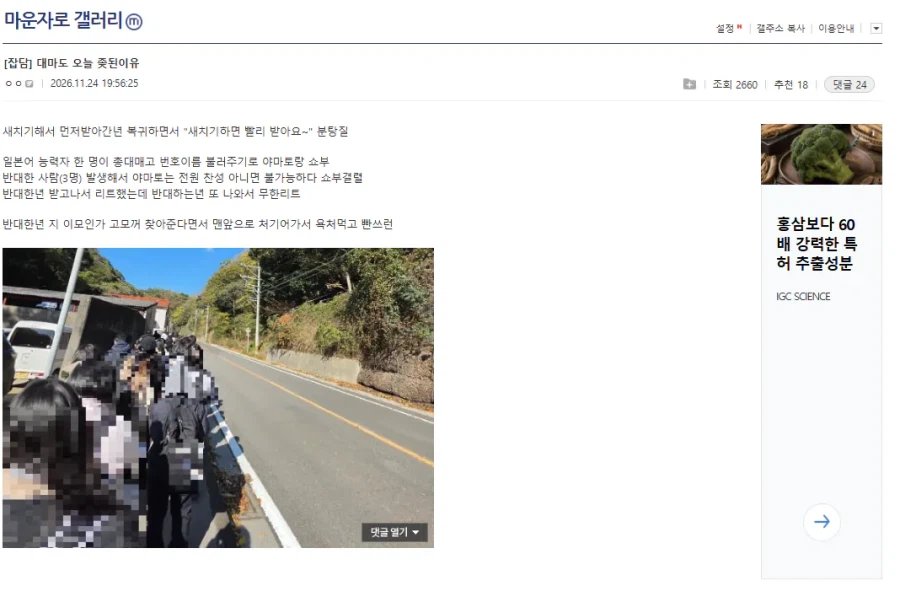 마운자로 갤러리ⓜ
설정 갤주소 복사 이용안내
[잡담] 대마도 오늘 좆된이유
ㅇㅇ 2026.11.24 19:56:25
조회 2660 추천 18 댓글 24
새치기해서 먼저받아간년 복귀하면서 "새치기하면 빨리 받아요~" 분탕질
일본어 능력자 한 명이 총대매고 번호이름 불러주기로 야마토랑 쇼부
반대한 사람(3명) 발생해서 야마토는 전원 찬성 아니면 불가능하다 쇼부결렬
반대한년 받고나서 리트했는데 반대하는년 또 나와서 무한리트
반대한년 지 이모인가 고모꺼 찾아준다면서 맨앞으로 처기어가서 욕처먹고 빤쓰런
댓글 열기
홍삼보다 60
배 강력한 특
허 추출성분
IGC SCIENCE